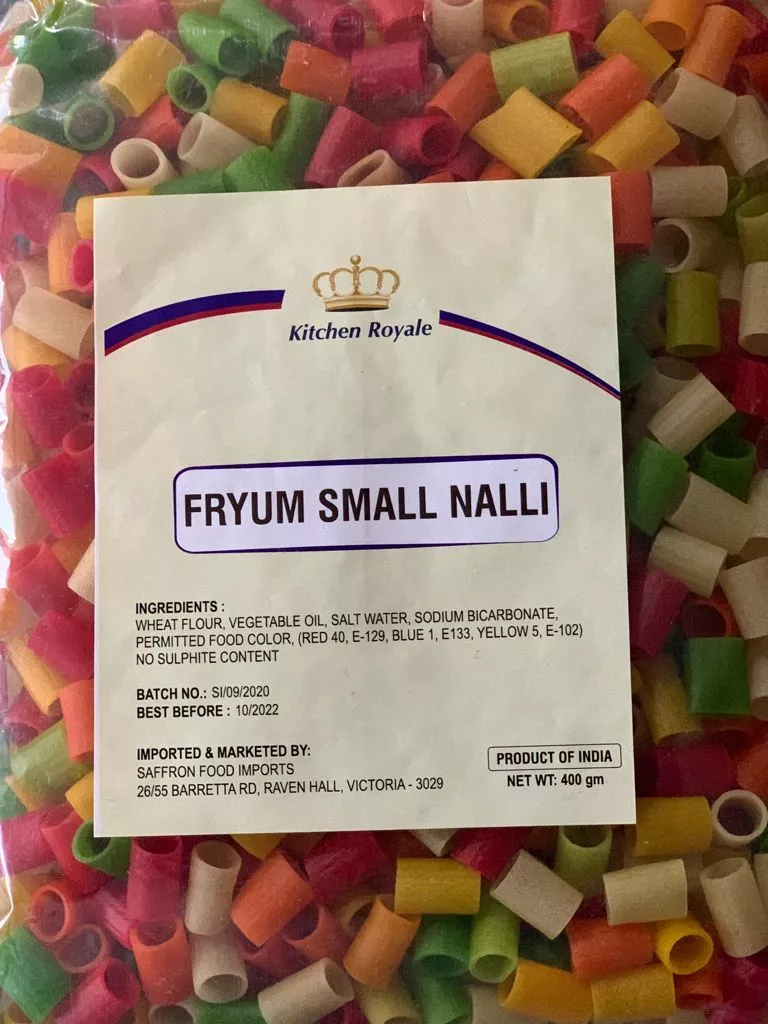 Kitchen Royale
FRYUM SMALL NALLI
INGREDIENTS :
WHEAT FLOUR, VEGETABLE OIL, SALT WATER, SODIUM BICARBONATE,
PERMITTED FOOD COLOR, (RED 40, E-129, BLUE 1, E133, YELLOW 5, E-102)
NO SULPHITE CONTENT
BATCH NO.: SI/09/2020
BEST BEFORE : 10/2022
IMPORTED & MARKETED BY:
SAFFRON FOOD IMPORTS
26/55 BARRETTA RD, RAVEN HALL, VICTORIA - 3029
PRODUCT OF INDIA
NET WT: 400 gm